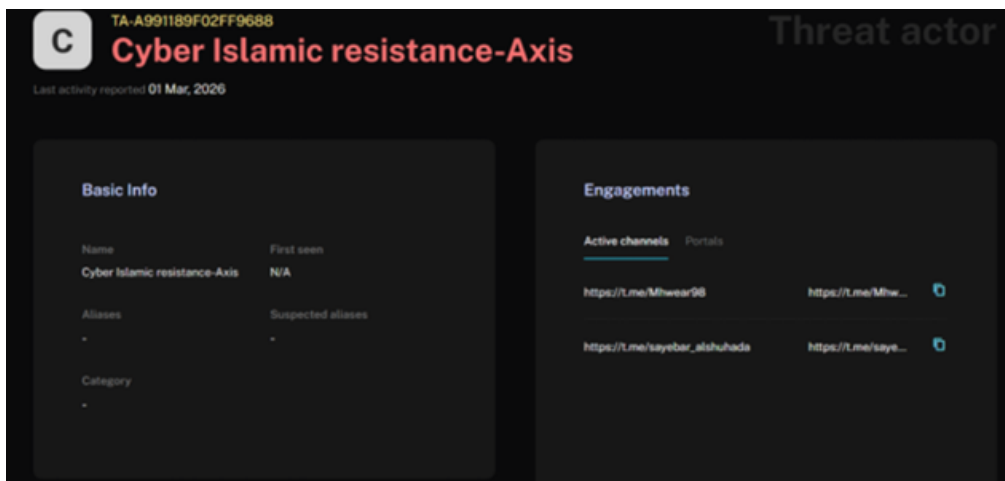 C
TA-A991189F02FF9688
Cyber Islamic resistance-Axis
Threat actor
Last activity reported 01 Mar, 2026
Basic Info
Name
First seen
Cyber Islamic resistance-Axis
N/A
Aliases
Suspected aliases
-
-
Category
-
Engagements
Active channels
Portals
https://t.me/Mhwear98
https://t.me/Mhw...
https://t.me/sayebar_alshuhada
https://t.me/saye...